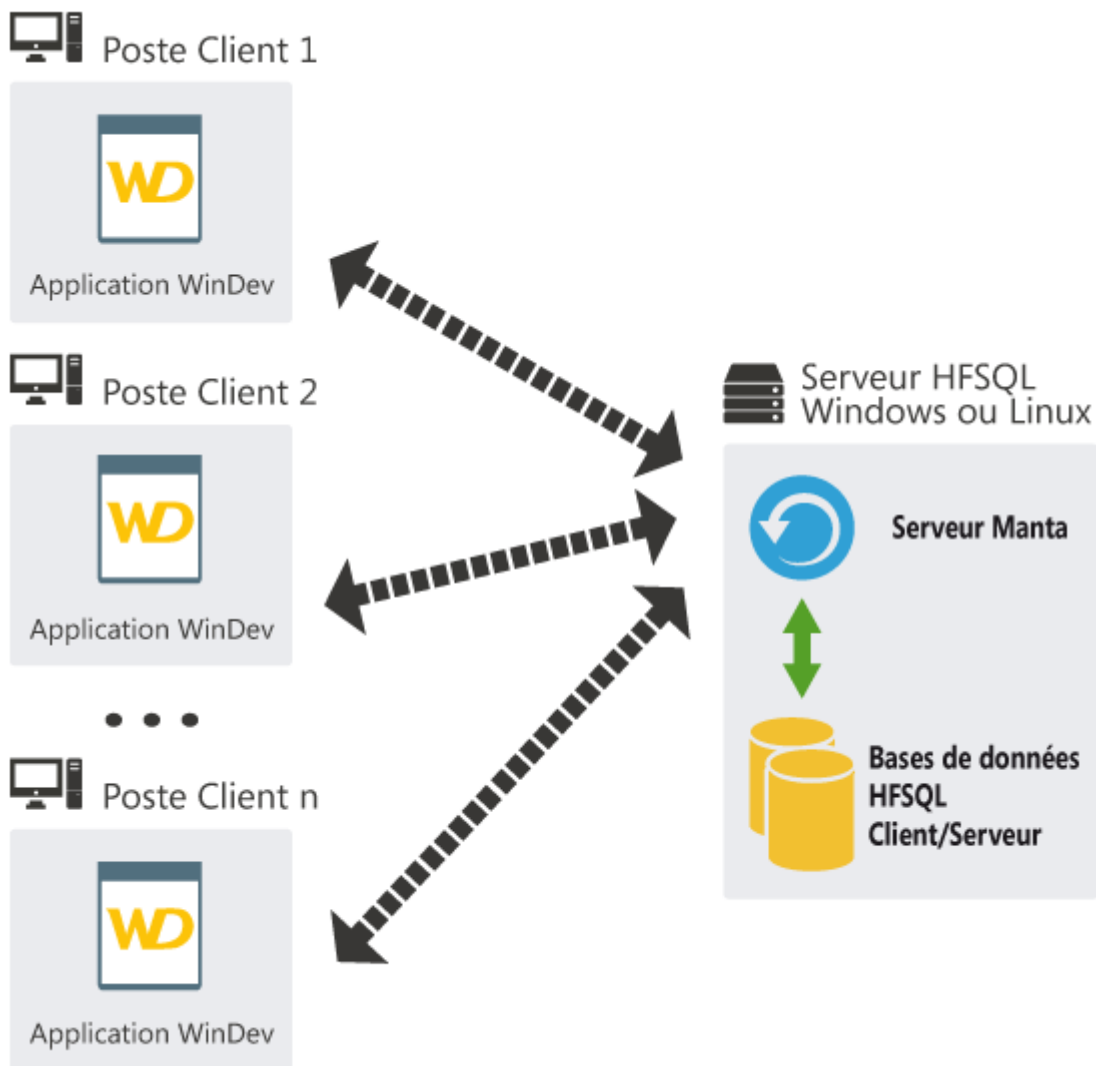 Poste Client 1
WD
Application WinDev
Poste Client 2
WD
Application WinDev
Poste Client n
WD
Application WinDev
Serveur HFSQL
Windows ou Linux
Serveur Manta
Bases de données
HFSQL
Client/Serveur